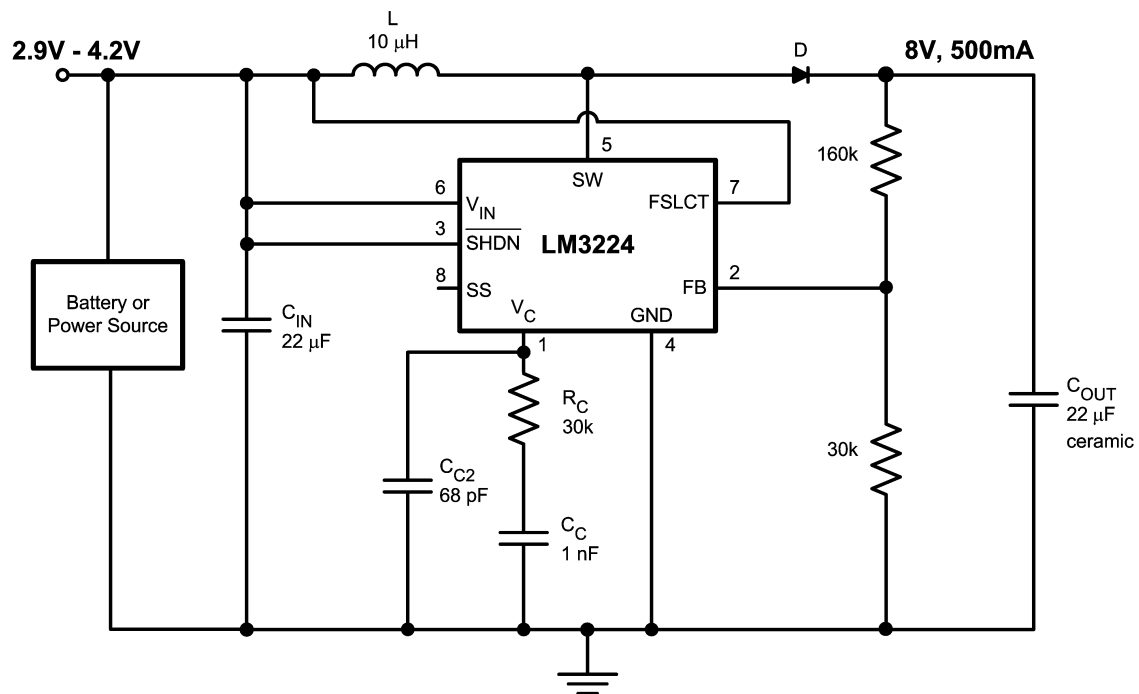 2.9V - 4.2V
L
10 μH
D
8V, 500mA
160k
5
SW
6
V_IN
3
SHDN
8
SS
LM3224
7
FSLCT
2
FB
V_C
GND
1
4
Battery or
Power Source
C_IN
22 μF
R_C
30k
C_C2
68 pF
C_C
1 nF
30k
C_OUT
22 μF
ceramic